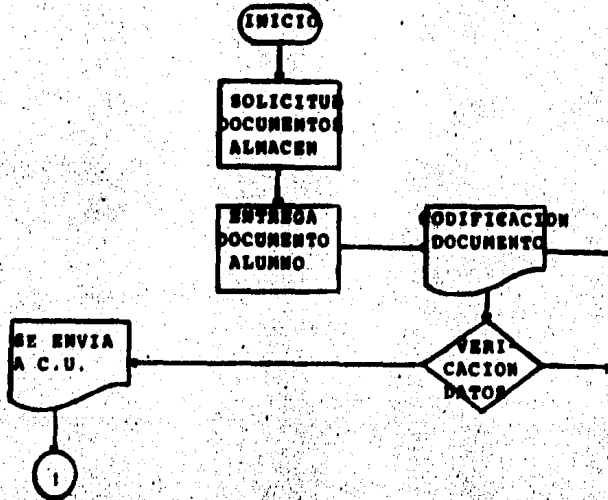 INICIO
SOLICITUD
DOCUMENTOS
ALMACEN
ENTREGA
DOCUMENTO
ALUMNO
CODIFICACION
DOCUMENTO
VERI-
CACION
DATOS
SE ENVIA
A C.U.
1